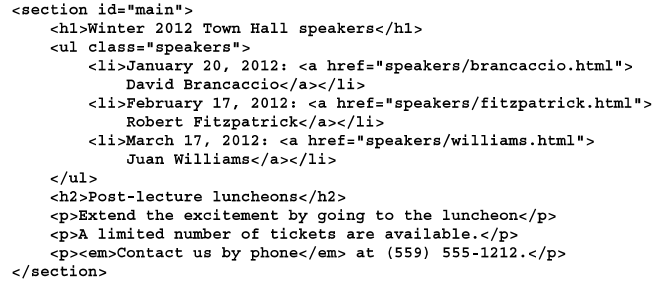 <section id="main">
    <h1>Winter 2012 Town Hall speakers</h1>
    <ul class="speakers">
        <li>January 20, 2012: <a href="speakers/brancaccio.html">
            David Brancaccio</a></li>
        <li>February 17, 2012: <a href="speakers/fitzpatrick.html">
            Robert Fitzpatrick</a></li>
        <li>March 17, 2012: <a href="speakers/williams.html">
            Juan Williams</a></li>
    </ul>
    <h2>Post-lecture luncheons</h2>
    <p>Extend the excitement by going to the luncheon</p>
    <p>A limited number of tickets are available.</p>
    <p><em>Contact us by phone</em> at (559) 555-1212.</p>
</section>